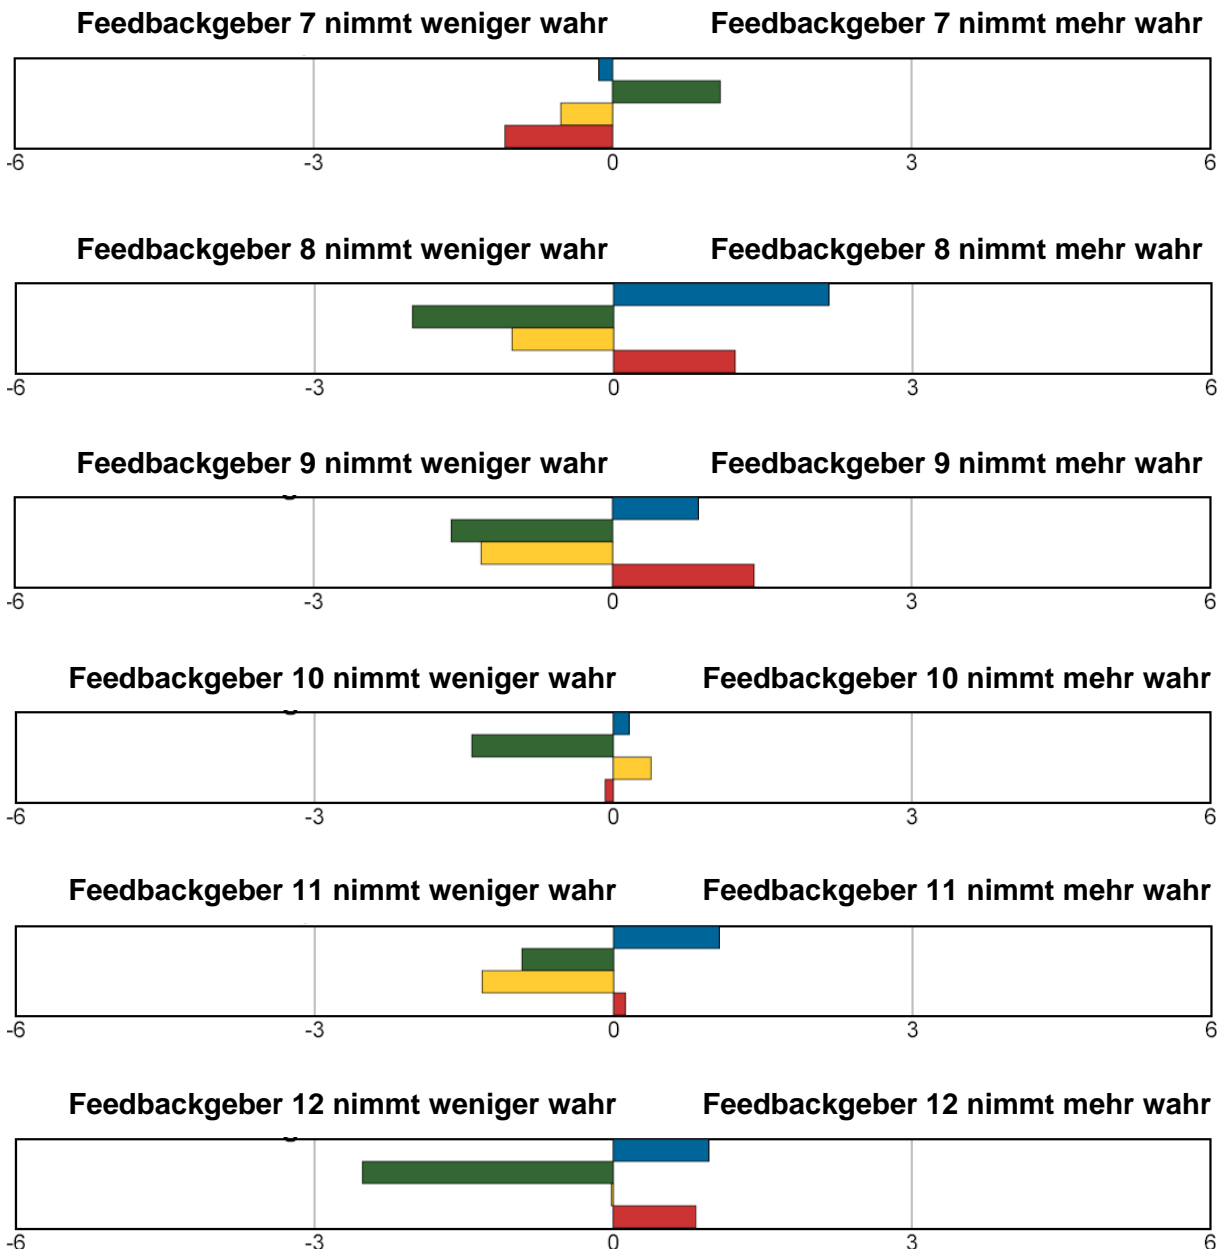 Feedbackgeber 7 nimmt weniger wahr Feedbackgeber 7 nimmt mehr wahr
-6 -3 0 3 6
Feedbackgeber 8 nimmt weniger wahr Feedbackgeber 8 nimmt mehr wahr
-6 -3 0 3 6
Feedbackgeber 9 nimmt weniger wahr Feedbackgeber 9 nimmt mehr wahr
-6 -3 0 3 6
Feedbackgeber 10 nimmt weniger wahr Feedbackgeber 10 nimmt mehr wahr
-6 -3 0 3 6
Feedbackgeber 11 nimmt weniger wahr Feedbackgeber 11 nimmt mehr wahr
-6 -3 0 3 6
Feedbackgeber 12 nimmt weniger wahr Feedbackgeber 12 nimmt mehr wahr
-6 -3 0 3 6